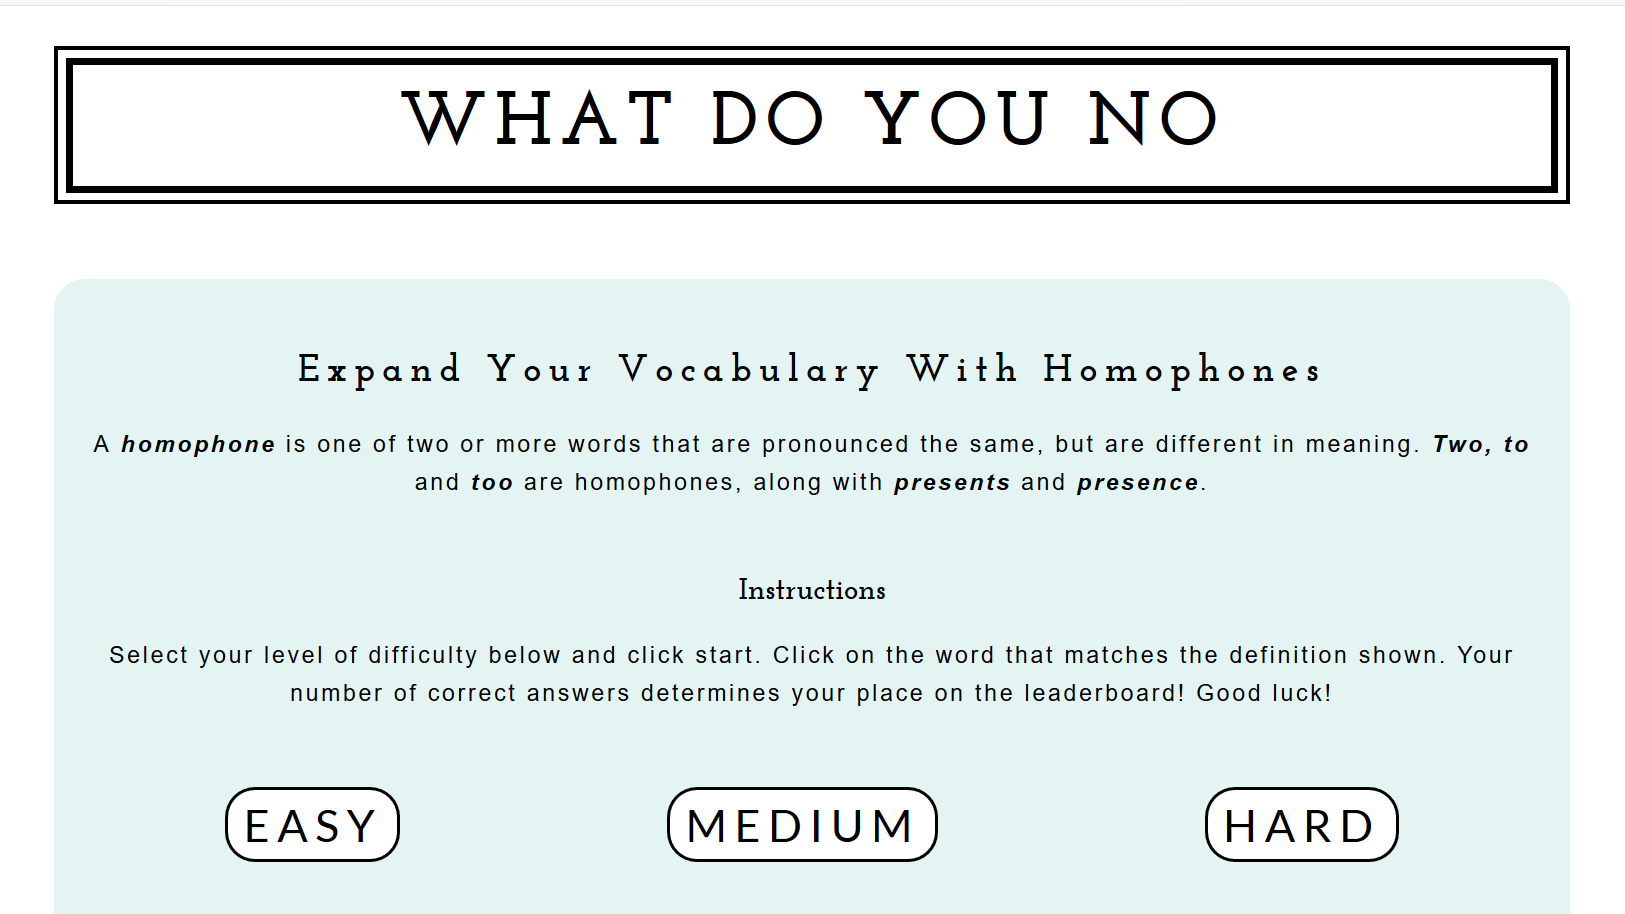 WHAT DO YOU NO
Expand Your Vocabulary With Homophones
A homophone is one of two or more words that are pronounced the same, but are different in meaning. Two, to
and too are homophones, along with presents and presence.
Instructions
Select your level of difficulty below and click start. Click on the word that matches the definition shown. Your
number of correct answers determines your place on the leaderboard! Good luck!
EASY MEDIUM HARD